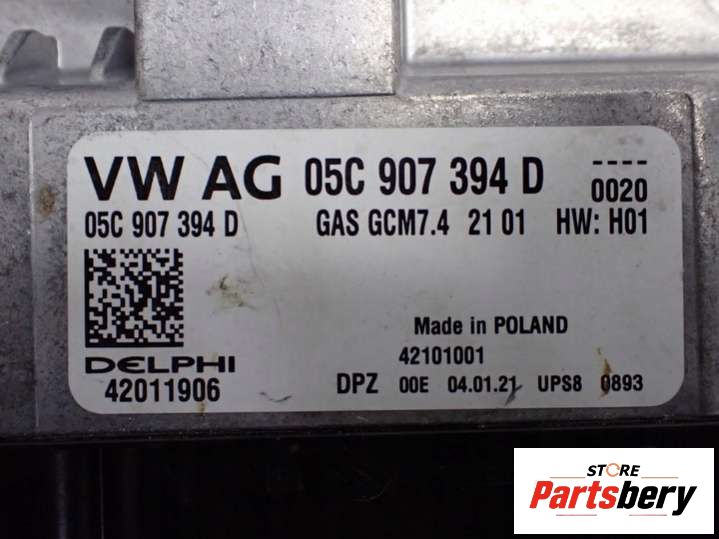 VW AG 05C 907 394 D ----
0020
05C 907 394 D GAS GCM7.4 21 01 HW: H01
Made in POLAND
DELPHI 42101001
42011906 DPZ 00E 04.01.21 UPS8 0893
STORE
Partsbery